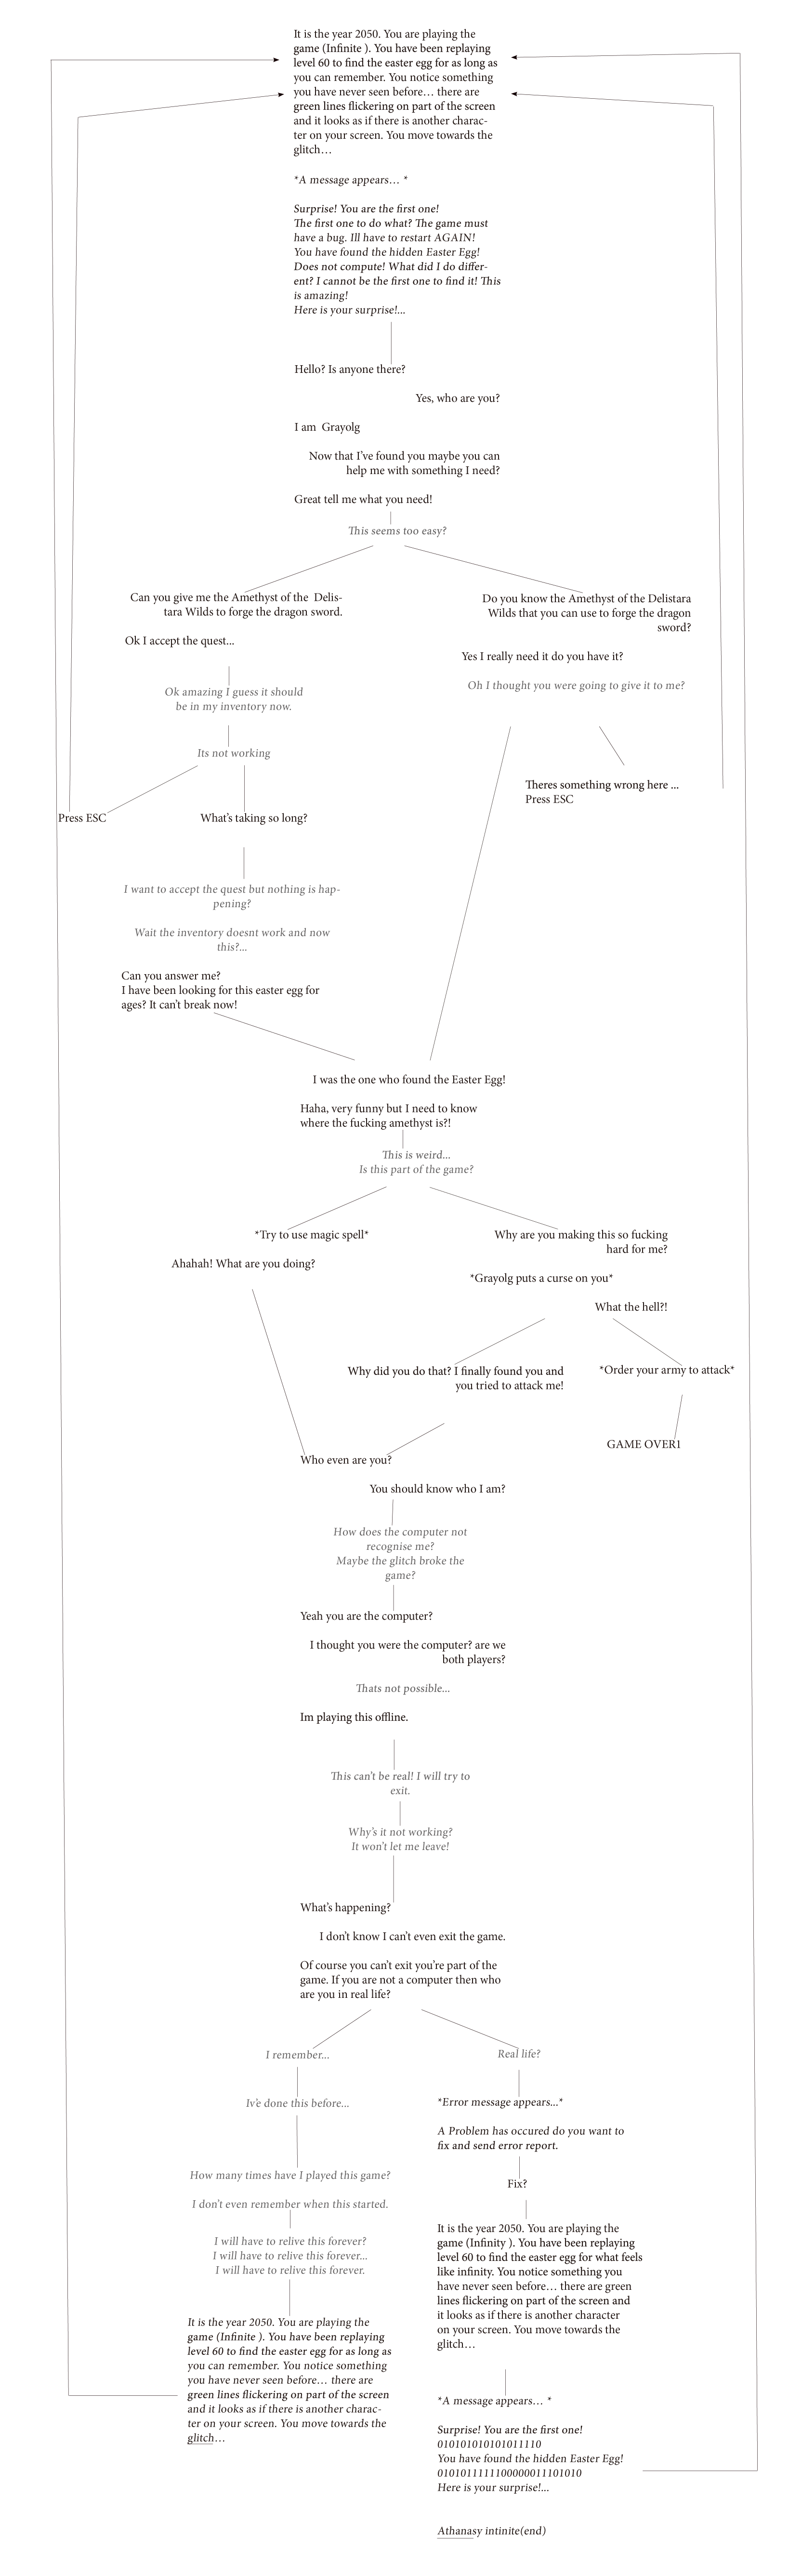 It is the year 2050. You are playing the
game (Infinite ). You have been replaying
level 60 to find the easter egg for as long as
you can remember. You notice something
you have never seen before… there are
green lines flickering on part of the screen
and it looks as if there is another charac-
ter on your screen. You move towards the
glitch…
*A message appears… *
Surprise! You are the first one!
The first one to do what? The game must
have a bug. Ill have to restart AGAIN!
You have found the hidden Easter Egg!
Does not compute! What did I do differ-
ent? I cannot be the first one to find it! This
is amazing!
Here is your surprise!...
Hello? Is anyone there?
Yes, who are you?
I am  Grayolg
Now that I've found you maybe you can
help me with something I need?
Great tell me what you need!
This seems too easy?
Can you give me the Amethyst of the  Delis-
tara Wilds to forge the dragon sword.
Ok I accept the quest...
Ok amazing I guess it should
be in my inventory now.
Its not working
Press ESC
What's taking so long?
I want to accept the quest but nothing is hap-
pening?
Wait the inventory doesnt work and now
this?...
Can you answer me?
I have been looking for this easter egg for
ages? It can't break now!
Do you know the Amethyst of the Delistara
Wilds that you can use to forge the dragon
sword?
Yes I really need it do you have it?
Oh I thought you were going to give it to me?
Theres something wrong here ...
Press ESC
I was the one who found the Easter Egg!
Haha, very funny but I need to know
where the fucking amethyst is?!
This is weird...
Is this part of the game?
*Try to use magic spell*
Ahahah! What are you doing?
Why are you making this so fucking
hard for me?
*Grayolg puts a curse on you*
What the hell?!
Why did you do that? I finally found you and
you tried to attack me!
*Order your army to attack*
GAME OVER1
Who even are you?
You should know who I am?
How does the computer not
recognise me?
Maybe the glitch broke the
game?
Yeah you are the computer?
I thought you were the computer? are we
both players?
Thats not possible...
Im playing this offline.
This can't be real! I will try to
exit.
Why's it not working?
It won't let me leave!
What's happening?
I don't know I can't even exit the game.
Of course you can't exit you're part of the
game. If you are not a computer then who
are you in real life?
I remember...
Iv'e done this before...
How many times have I played this game?
I don't even remember when this started.
I will have to relive this forever?
I will have to relive this forever...
I will have to relive this forever.
It is the year 2050. You are playing the
game (Infinite ). You have been replaying
level 60 to find the easter egg for as long as
you can remember. You notice something
you have never seen before… there are
green lines flickering on part of the screen
and it looks as if there is another charac-
ter on your screen. You move towards the
glitch…
Real life?
*Error message appears...*
A Problem has occured do you want to
fix and send error report.
Fix?
It is the year 2050. You are playing the
game (Infinity ). You have been replaying
level 60 to find the easter egg for what feels
like infinity. You notice something you
have never seen before… there are green
lines flickering on part of the screen and
it looks as if there is another character
on your screen. You move towards the
glitch…
*A message appears… *
Surprise! You are the first one!
010101010101011110
You have found the hidden Easter Egg!
0101011111100000011101010
Here is your surprise!...
Athanasy intinite(end)